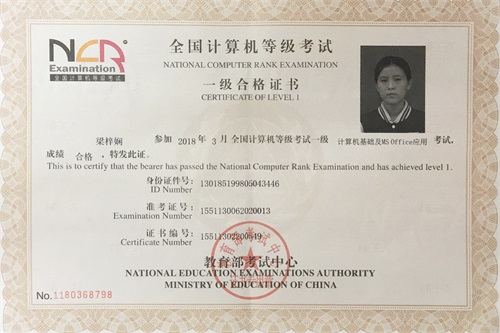 NCR
Examination
全国计算机等级考试
全国计算机等级考试
NATIONAL COMPUTER RANK EXAMINATION
一级合格证书
CERTIFICATE OF LEVEL 1
梁梓娴 参加 2018 年 3 月 全国计算机等级考试一级 计算机基础及MS Office应用 考试,
成绩 合格 ,特发此证。
This is to certify that the bearer has passed the National Computer Rank Examination and has achieved level 1.
身份证件号: 130185199805043446
ID Number
准考证号: 1551130062020013
Examination Number
证书编号: 15511302200649
Certificate Number
教育部考试中心
NATIONAL EDUCATION EXAMINATIONS AUTHORITY
MINISTRY OF EDUCATION OF CHINA
No.1180368798